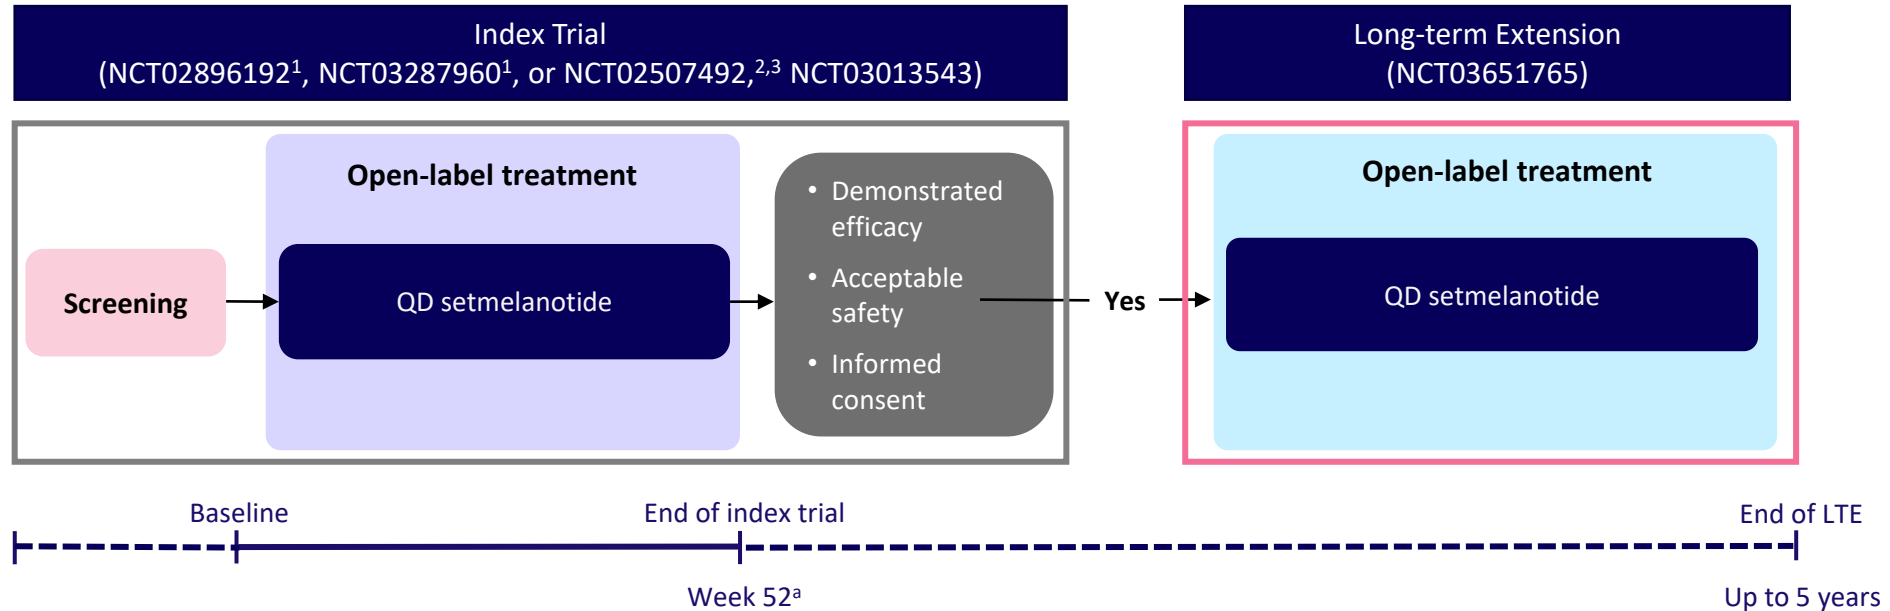 Index Trial
(NCT02896192¹, NCT03287960¹, or NCT02507492,²,³ NCT03013543)
Long-term Extension
(NCT03651765)
Screening
Open-label treatment
QD setmelanotide
• Demonstrated
efficacy
• Acceptable
safety
• Informed
consent
Yes
Open-label treatment
QD setmelanotide
Baseline
End of index trial
End of LTE
Week 52ᵃ
Up to 5 years